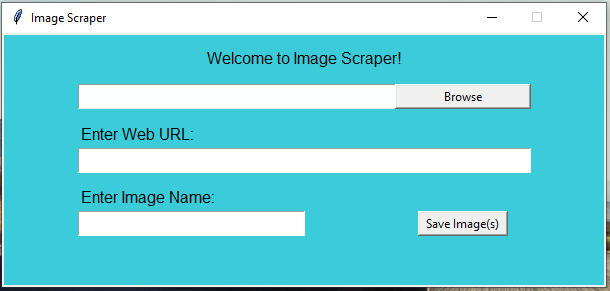 Image Scraper
Welcome to Image Scraper!
Browse
Enter Web URL:
Enter Image Name:
Save Image(s)